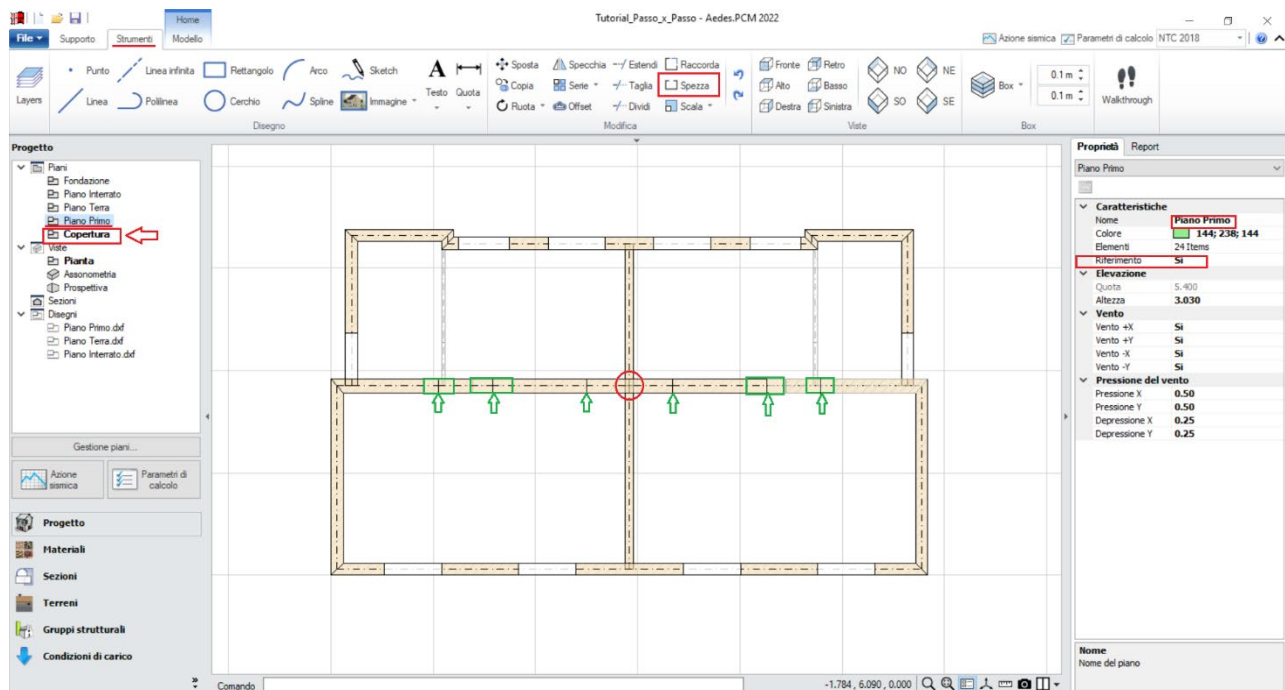 Home
Tutorial_Passo_x_Passo - Aedes.PCM 2022
File
Supporto
Strumenti
Modello
Azione sismica
Parametri di calcolo
NTC 2018
Layers
Punto
Linea infinita
Rettangolo
Arco
Sketch
Linea
Polilinea
Cerchio
Spline
Immagine
Testo
Quota
Disegno
Sposta
Specchia
Estendi
Raccorda
Copia
Serie
Taglia
Spezza
Ruota
Offset
Dividi
Scala
Modifica
Fronte
Retro
Alto
Basso
Destra
Sinistra
NO
NE
SO
SE
Viste
Box
0.1 m
0.1 m
Box
Walkthrough
Progetto
Piani
Fondazione
Piano Interrato
Piano Terra
Piano Primo
Copertura
Viste
Pianta
Assonometria
Prospettiva
Sezioni
Disegni
Piano Primo.dxf
Piano Terra.dxf
Piano Interrato.dxf
Gestione piani...
Azione sismica
Parametri di calcolo
Progetto
Materiali
Sezioni
Terreni
Gruppi strutturali
Condizioni di carico
Comando
-1.784 , 6.090 , 0.000
Proprietà Report
Piano Primo
Caratteristiche
Nome Piano Primo
Colore 144; 238; 144
Elementi 24 Items
Riferimento Sì
Elevazione
Quota 5.400
Altezza 3.030
Vento
Vento +X Sì
Vento +Y Sì
Vento -X Sì
Vento -Y Sì
Pressione del vento
Pressione X 0.50
Pressione Y 0.50
Depressione X 0.25
Depressione Y 0.25
Nome
Nome del piano